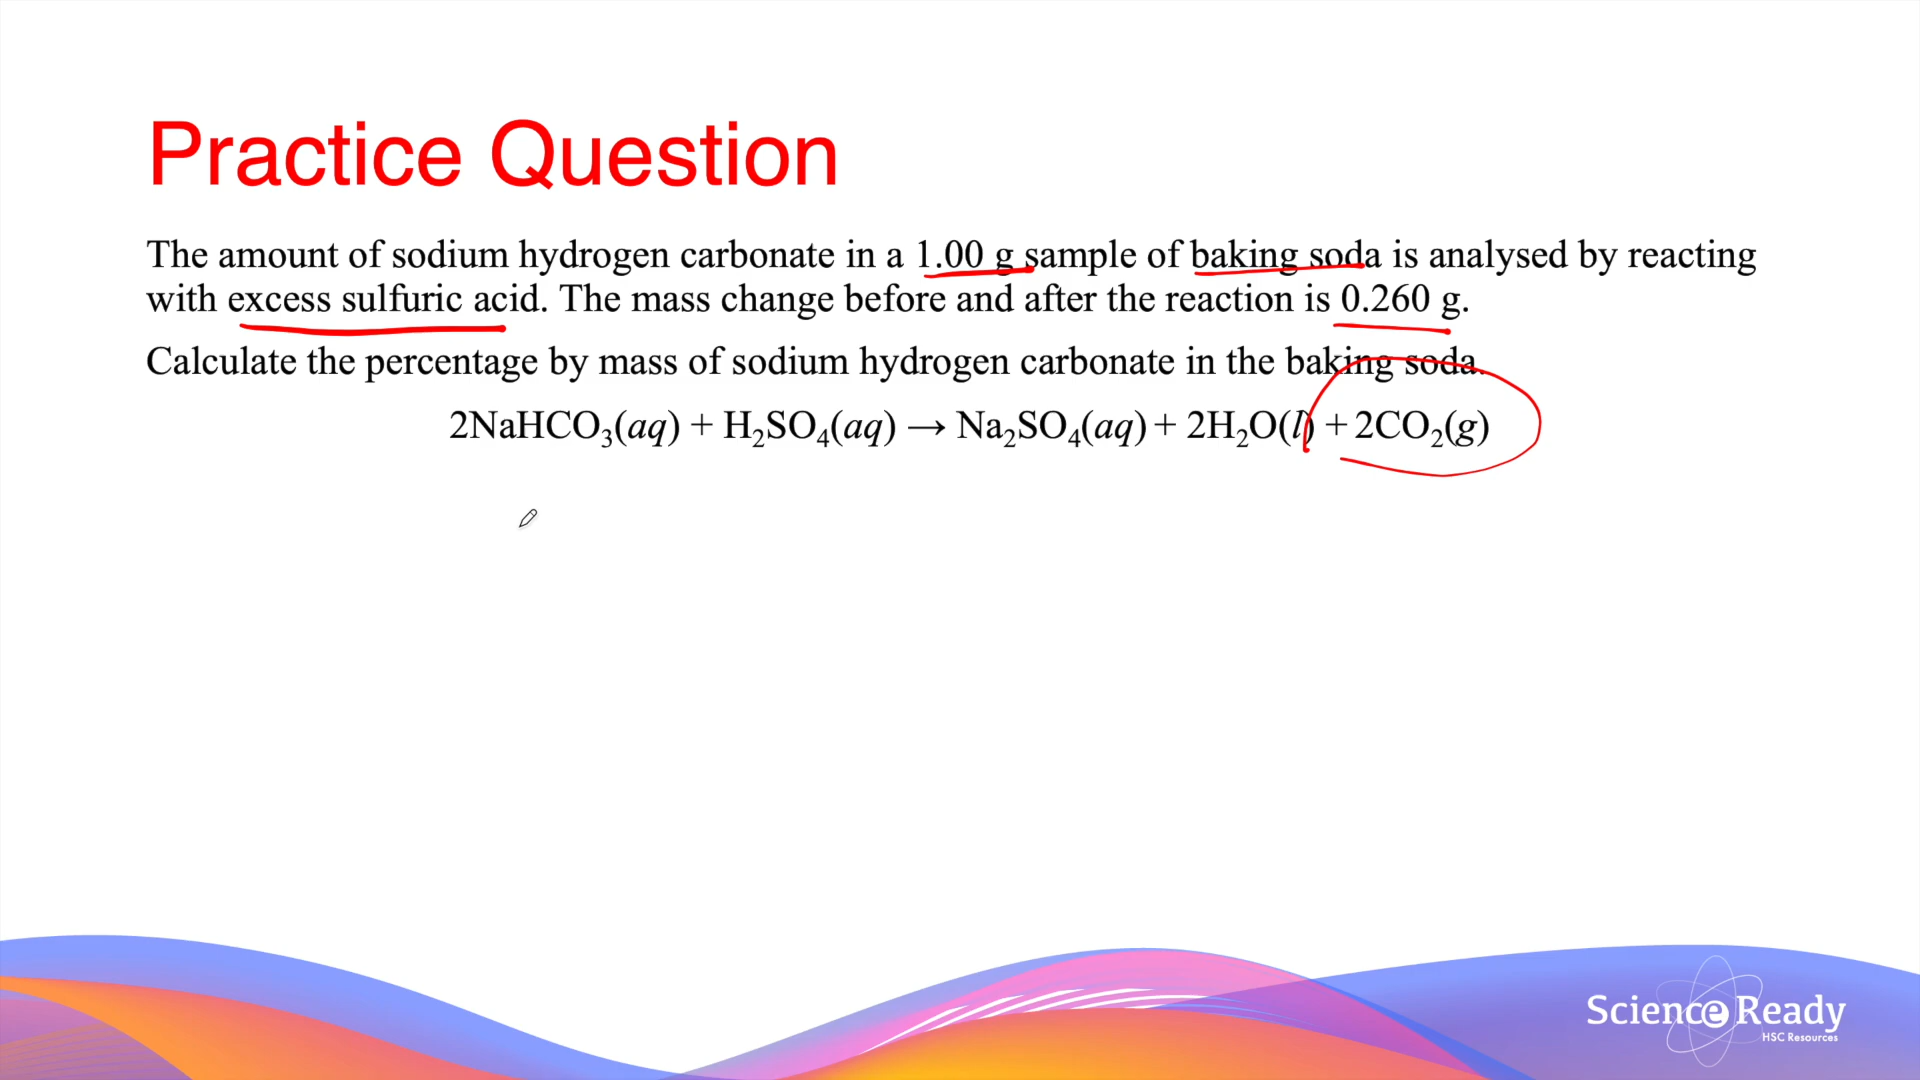 Practice Question
The amount of sodium hydrogen carbonate in a 1.00 g sample of baking soda is analysed by reacting
with excess sulfuric acid. The mass change before and after the reaction is 0.260 g.
Calculate the percentage by mass of sodium hydrogen carbonate in the baking soda.
2NaHCO₃(aq) + H₂SO₄(aq) → Na₂SO₄(aq) + 2H₂O(l) + 2CO₂(g)
Science Ready
HSC Resources